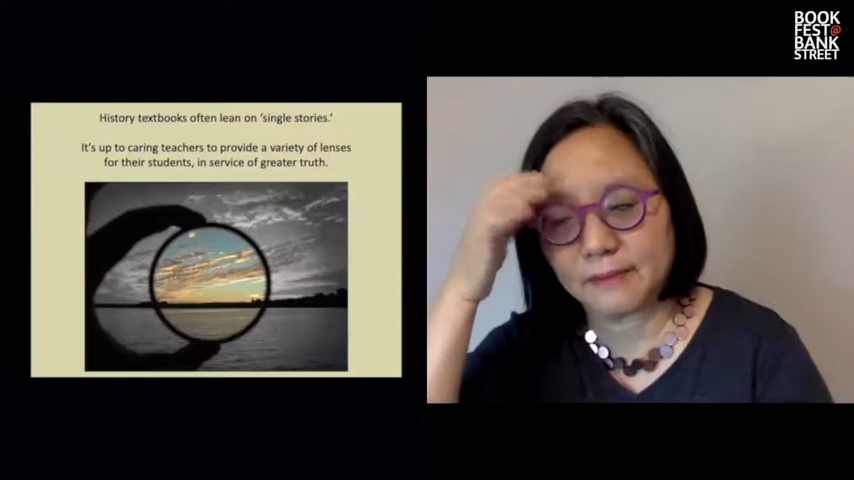 History textbooks often lean on 'single stories.'
It's up to caring teachers to provide a variety of lenses
for their students, in service of greater truth.
BOOK
FEST@
BANK
STREET